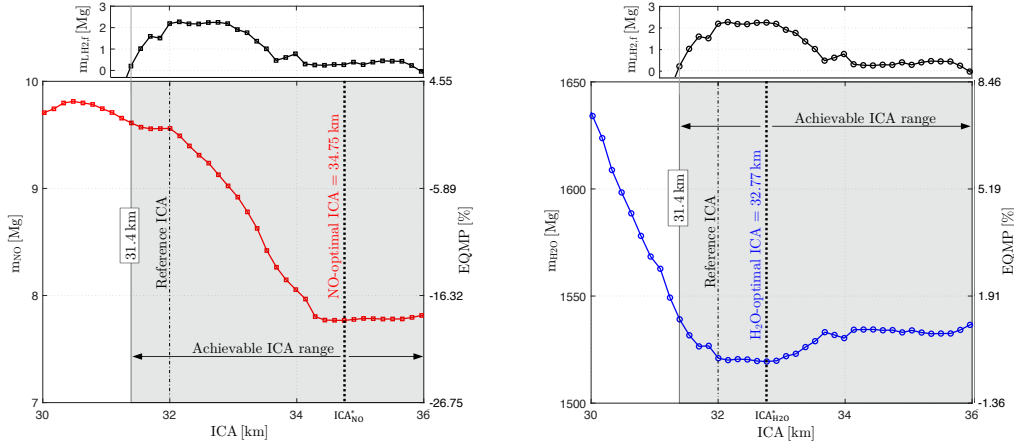 3
2
1
0
m_LH2,f [Mg]
10
9
8
7
m_NO [Mg]
4.55
-5.89
-16.32
-26.75
EQMP [%]
31.4 km
Reference ICA
NO-optimal ICA = 34.75 km
Achievable ICA range
30
32
34
ICA*_NO
36
ICA [km]
3
2
1
0
m_LH2,f [Mg]
1650
1600
1550
1500
m_H2O [Mg]
8.46
5.19
1.91
-1.36
EQMP [%]
Achievable ICA range
31.4 km
Reference ICA
H₂O-optimal ICA = 32.77 km
30
32
ICA*_H2O
34
36
ICA [km]